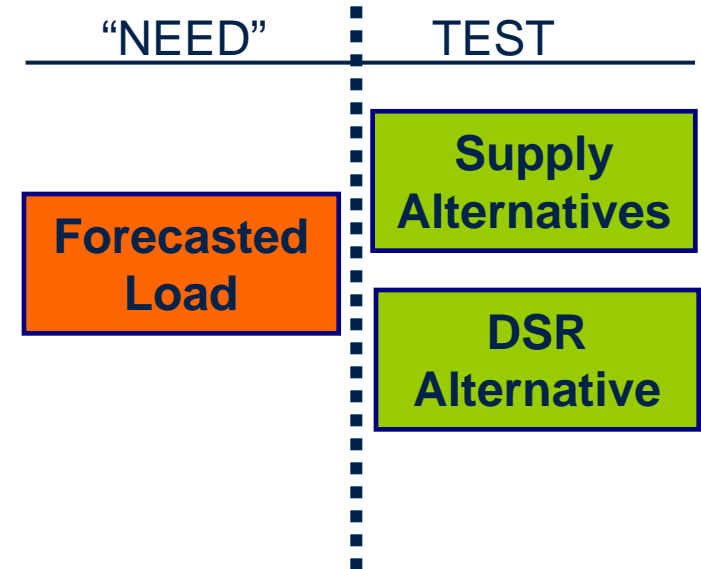 “NEED”
TEST
Forecasted
Load
Supply
Alternatives
DSR
Alternative